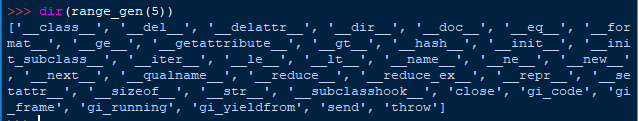 >>> dir(range_gen(5))
['__class__', '__del__', '__delattr__', '__dir__', '__doc__', '__eq__', '__for
mat__', '__ge__', '__getattribute__', '__gt__', '__hash__', '__init__', '__ini
t_subclass__', '__iter__', '__le__', '__lt__', '__name__', '__ne__', '__new__'
, '__next__', '__qualname__', '__reduce__', '__reduce_ex__', '__repr__', '__se
tattr__', '__sizeof__', '__str__', '__subclasshook__', 'close', 'gi_code', 'gi
_frame', 'gi_running', 'gi_yieldfrom', 'send', 'throw']